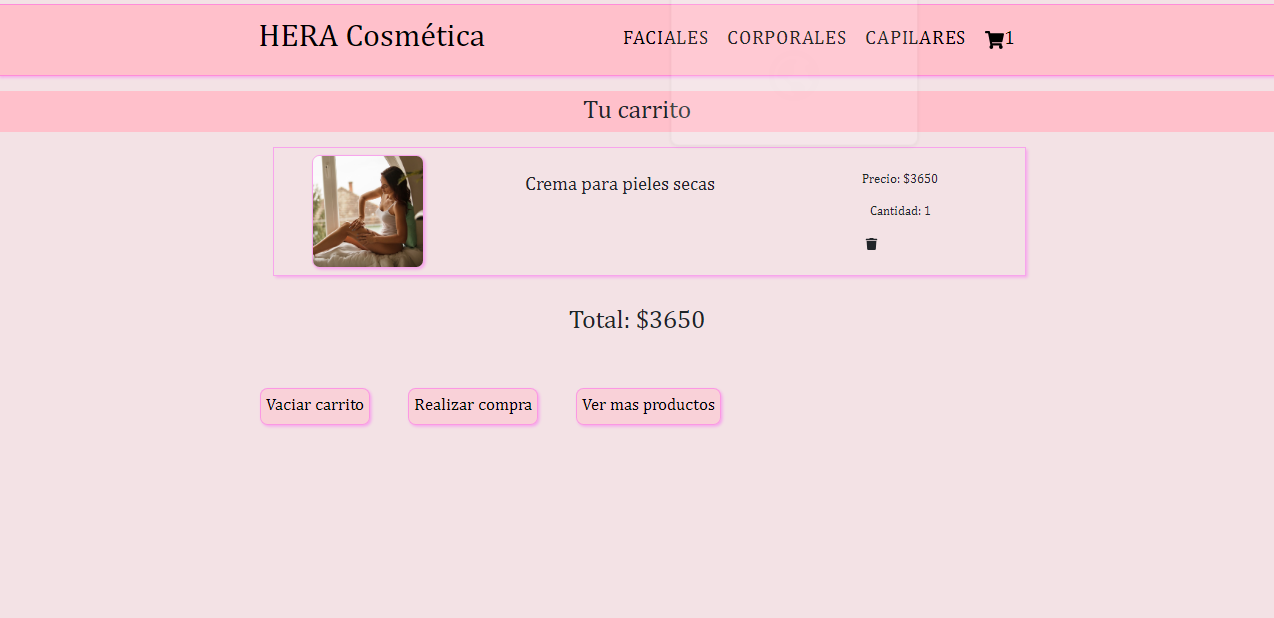 HERA Cosmética
FACIALES CORPORALES CAPILARES 1
Tu carrito
Crema para pieles secas
Precio: $3650
Cantidad: 1
Total: $3650
Vaciar carrito Realizar compra Ver mas productos